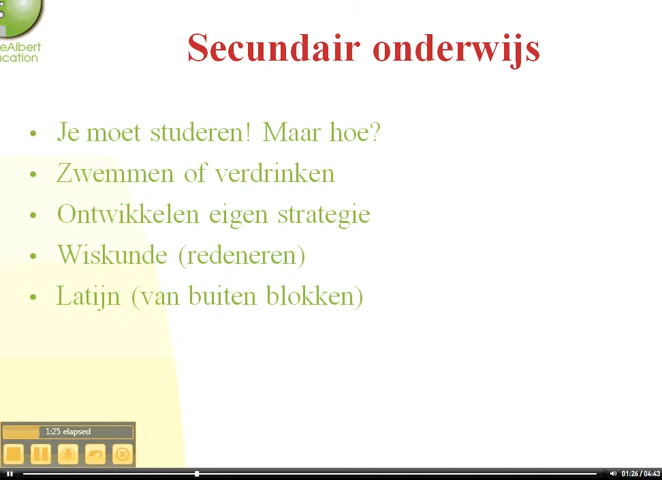 eAlbert
cation
Secundair onderwijs
• Je moet studeren! Maar hoe?
• Zwemmen of verdrinken
• Ontwikkelen eigen strategie
• Wiskunde (redeneren)
• Latijn (van buiten blokken)
1:25 elapsed
01:26 / 04:43